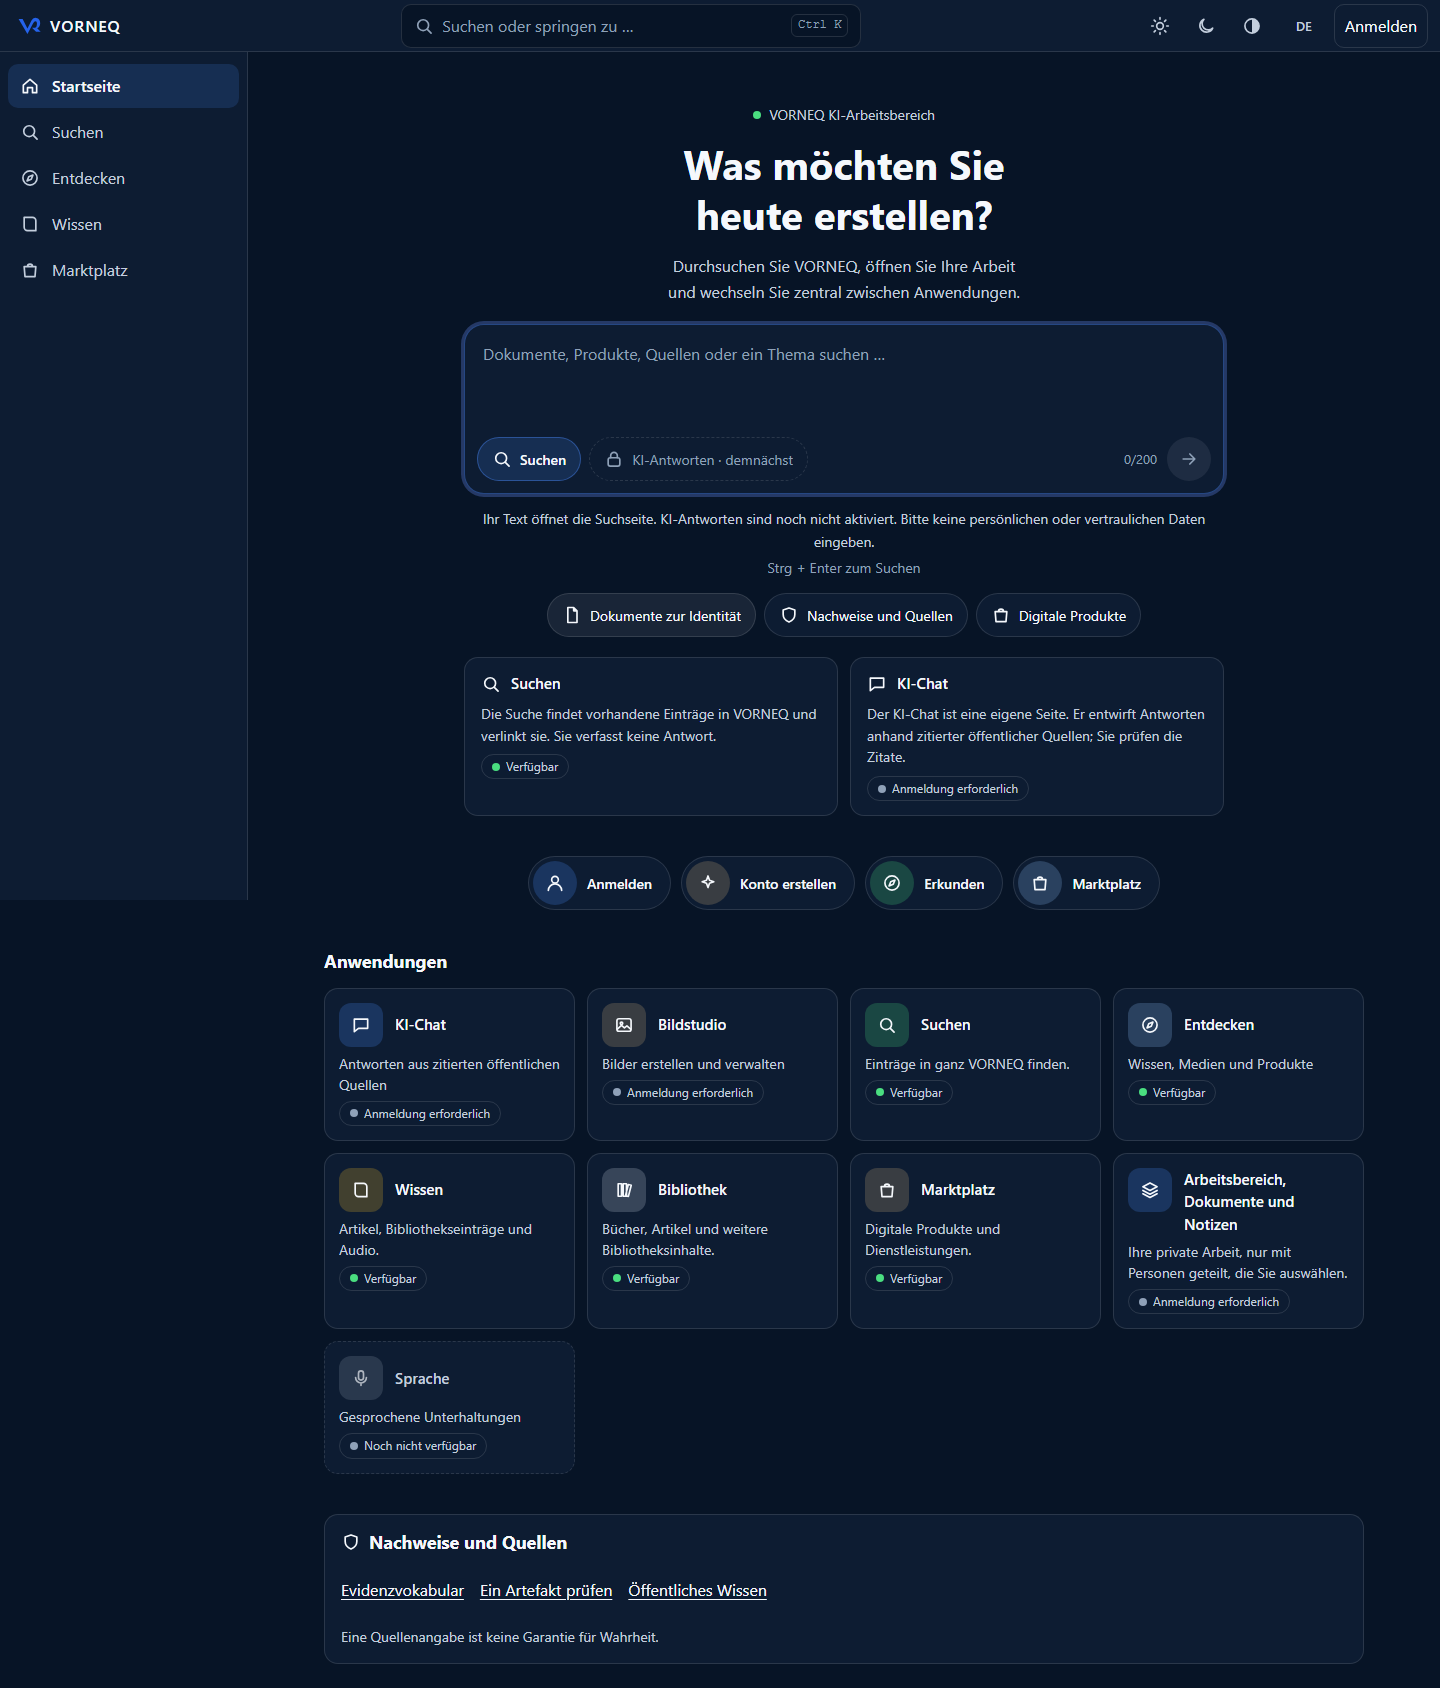 VORNEQ
Suchen oder springen zu ...
Ctrl K
DE
Anmelden
Startseite
Suchen
Entdecken
Wissen
Marktplatz
VORNEQ KI-Arbeitsbereich
Was möchten Sie
heute erstellen?
Durchsuchen Sie VORNEQ, öffnen Sie Ihre Arbeit
und wechseln Sie zentral zwischen Anwendungen.
Dokumente, Produkte, Quellen oder ein Thema suchen ...
Suchen
KI-Antworten · demnächst
0/200
Ihr Text öffnet die Suchseite. KI-Antworten sind noch nicht aktiviert. Bitte keine persönlichen oder vertraulichen Daten
eingeben.
Strg + Enter zum Suchen
Dokumente zur Identität
Nachweise und Quellen
Digitale Produkte
Suchen
Die Suche findet vorhandene Einträge in VORNEQ und
verlinkt sie. Sie verfasst keine Antwort.
Verfügbar
KI-Chat
Der KI-Chat ist eine eigene Seite. Er entwirft Antworten
anhand zitierter öffentlicher Quellen; Sie prüfen die
Zitate.
Anmeldung erforderlich
Anmelden
Konto erstellen
Erkunden
Marktplatz
Anwendungen
KI-Chat
Antworten aus zitierten öffentlichen
Quellen
Anmeldung erforderlich
Bildstudio
Bilder erstellen und verwalten
Anmeldung erforderlich
Suchen
Einträge in ganz VORNEQ finden.
Verfügbar
Entdecken
Wissen, Medien und Produkte
Verfügbar
Wissen
Artikel, Bibliothekseinträge und
Audio.
Verfügbar
Bibliothek
Bücher, Artikel und weitere
Bibliotheksinhalte.
Verfügbar
Marktplatz
Digitale Produkte und
Dienstleistungen.
Verfügbar
Arbeitsbereich,
Dokumente und
Notizen
Ihre private Arbeit, nur mit
Personen geteilt, die Sie auswählen.
Anmeldung erforderlich
Sprache
Gesprochene Unterhaltungen
Noch nicht verfügbar
Nachweise und Quellen
Evidenzvokabular
Ein Artefakt prüfen
Öffentliches Wissen
Eine Quellenangabe ist keine Garantie für Wahrheit.